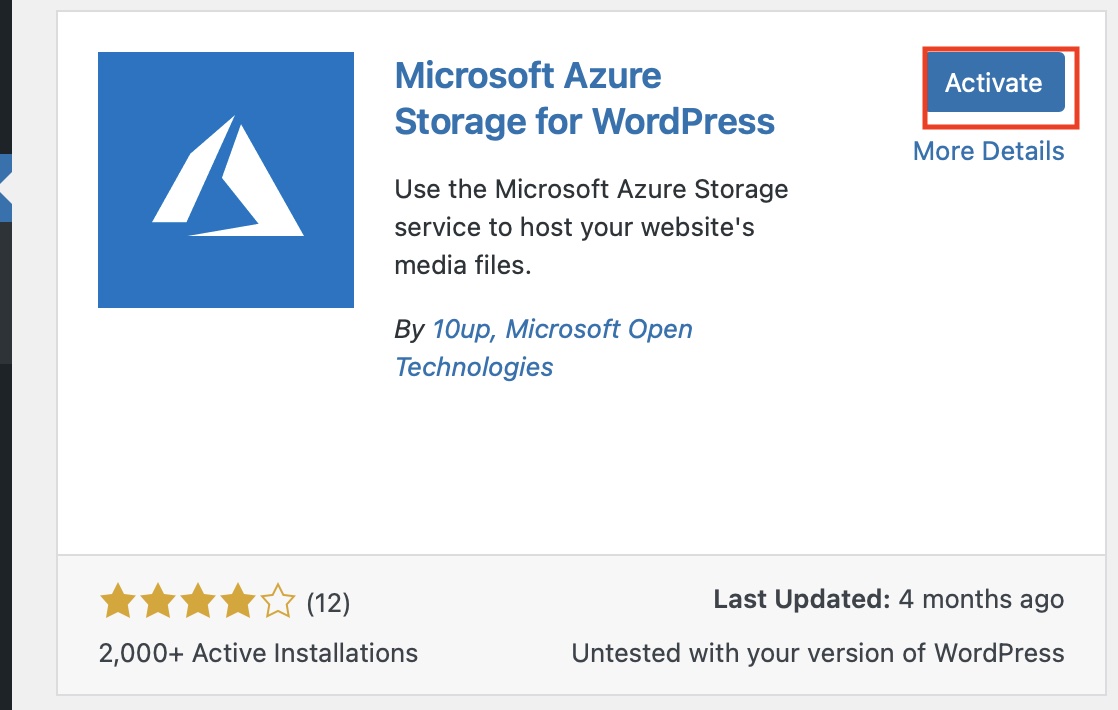 Microsoft Azure
Storage for WordPress
Activate
More Details
Use the Microsoft Azure Storage
service to host your website's
media files.
By 10up, Microsoft Open
Technologies
(12)
Last Updated: 4 months ago
2,000+ Active Installations
Untested with your version of WordPress